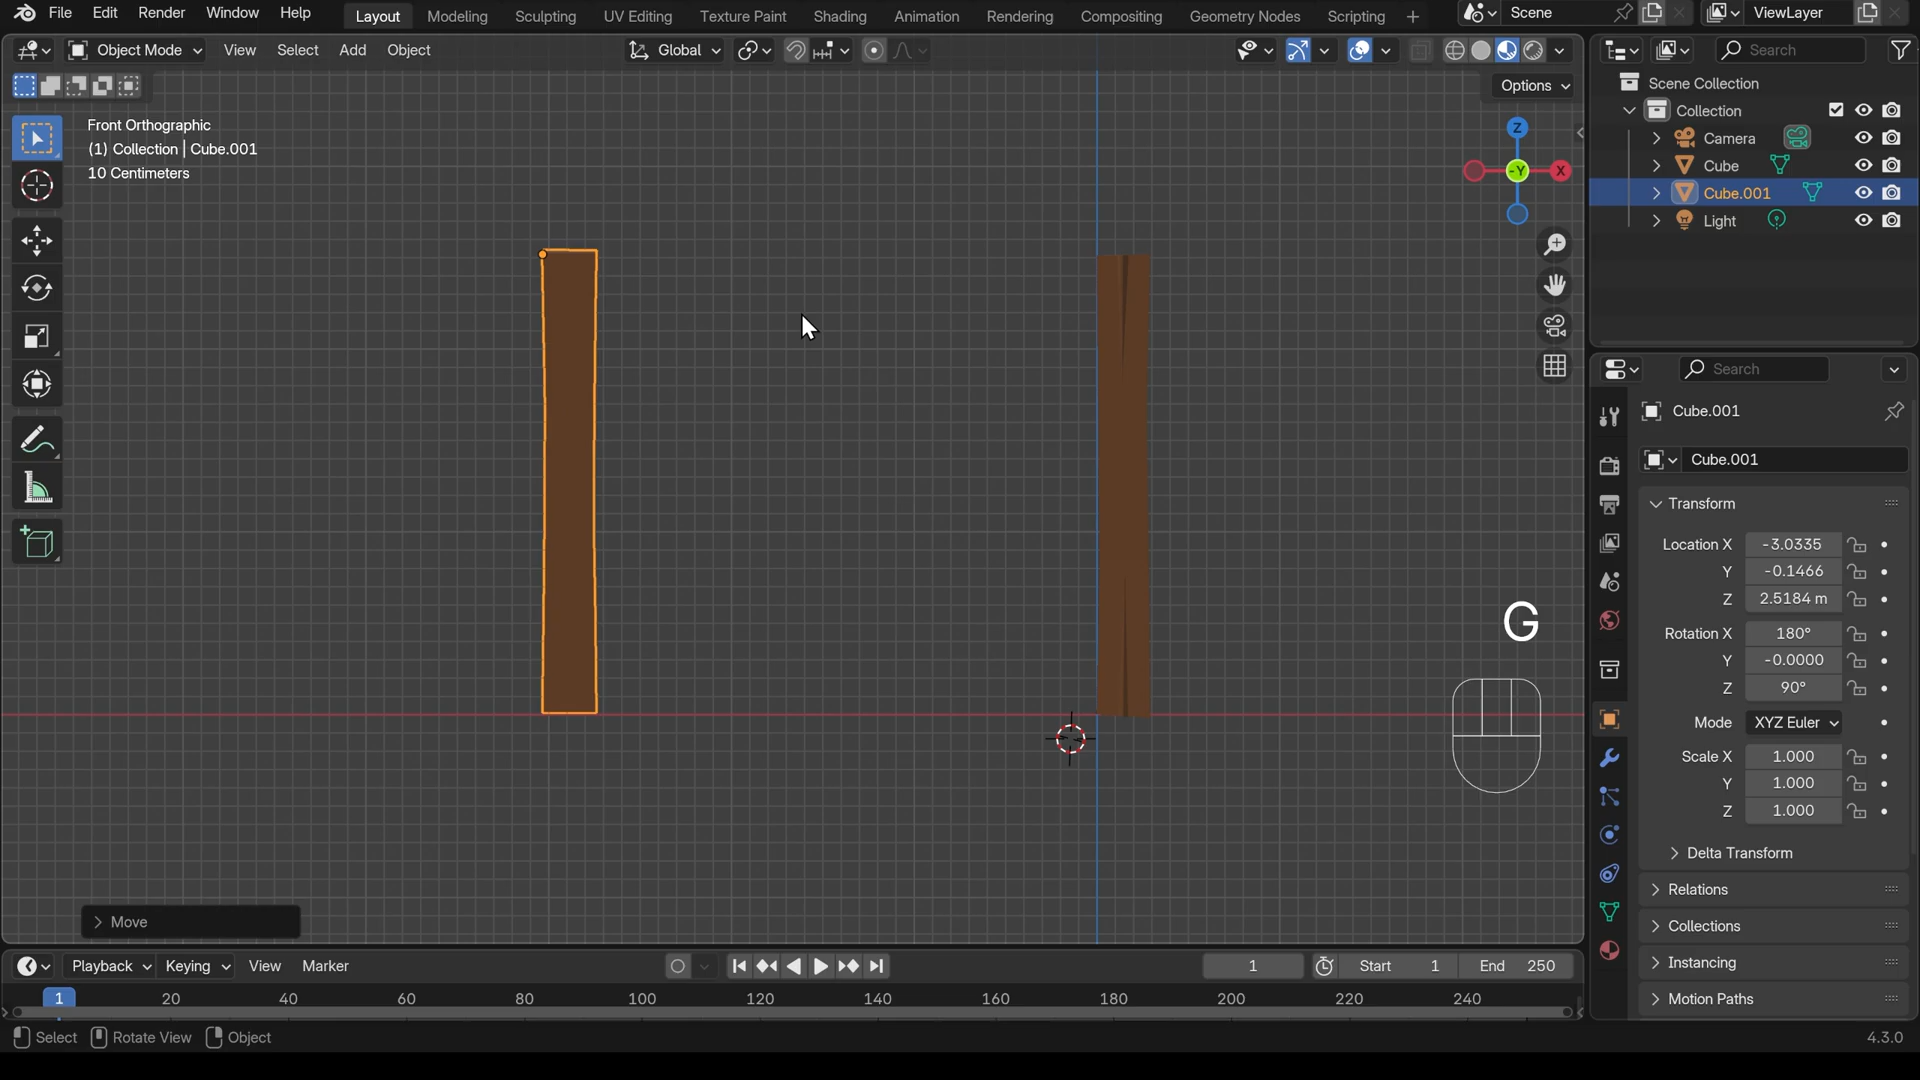 File Edit Render Window Help
Layout Modeling Sculpting UV Editing Texture Paint Shading Animation Rendering Compositing Geometry Nodes Scripting +
Scene
ViewLayer
Object Mode View Select Add Object
Global
Search
Options
Front Orthographic
(1) Collection | Cube.001
10 Centimeters
Z
-Y
X
Scene Collection
Collection
Camera
Cube
Cube.001
Light
Search
Cube.001
Cube.001
Transform
Location X -3.0335
Y -0.1466
Z 2.5184 m
Rotation X 180°
Y -0.0000
Z 90°
Mode XYZ Euler
Scale X 1.000
Y 1.000
Z 1.000
Delta Transform
Relations
Collections
Instancing
Motion Paths
G
Move
Playback Keying View Marker
1 Start 1 End 250
1 20 40 60 80 100 120 140 160 180 200 220 240
Select Rotate View Object
4.3.0